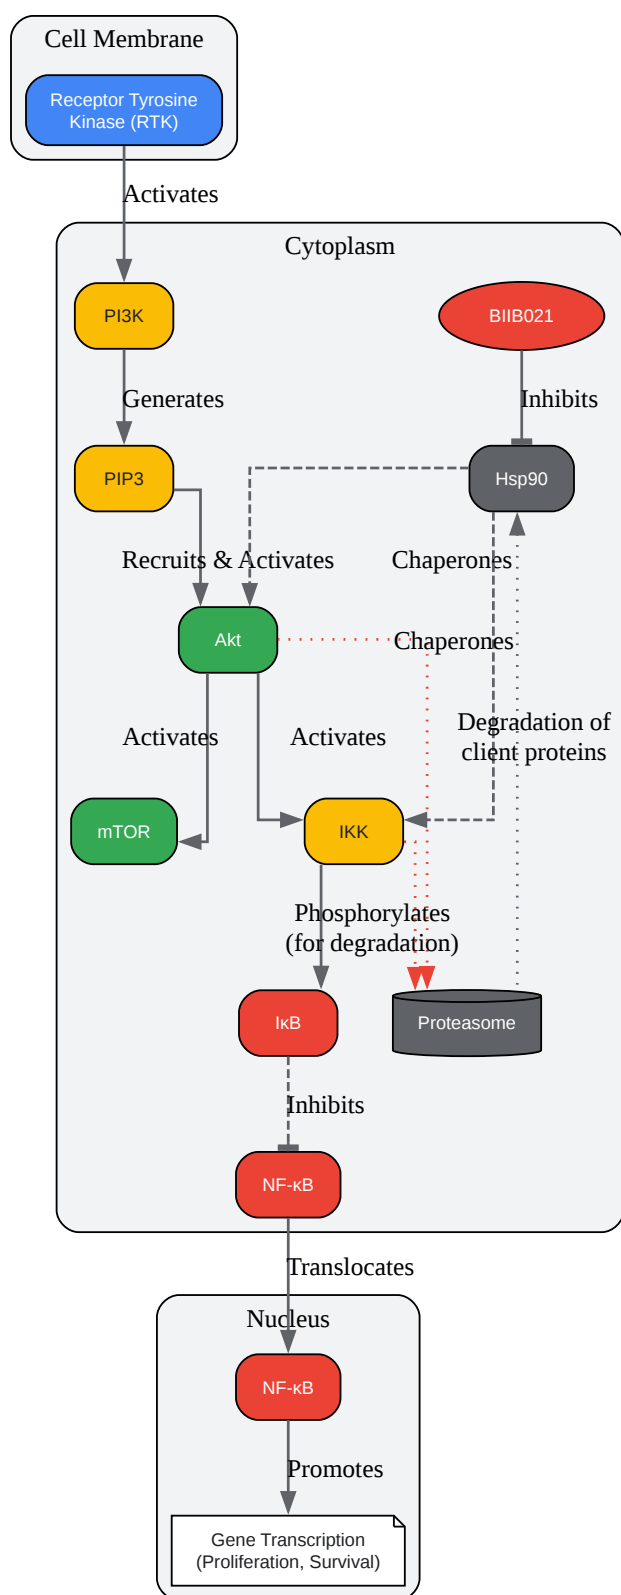 Cell Membrane
Receptor Tyrosine
Kinase (RTK)
Activates
Cytoplasm
PI3K
BIIB021
Generates
Inhibits
PIP3
Hsp90
Recruits & Activates
Chaperones
Akt
Chaperones
Activates
Activates
Degradation of
client proteins
mTOR
IKK
Phosphorylates
(for degradation)
IκB
Proteasome
Inhibits
NF-κB
Translocates
Nucleus
NF-κB
Promotes
Gene Transcription
(Proliferation, Survival)